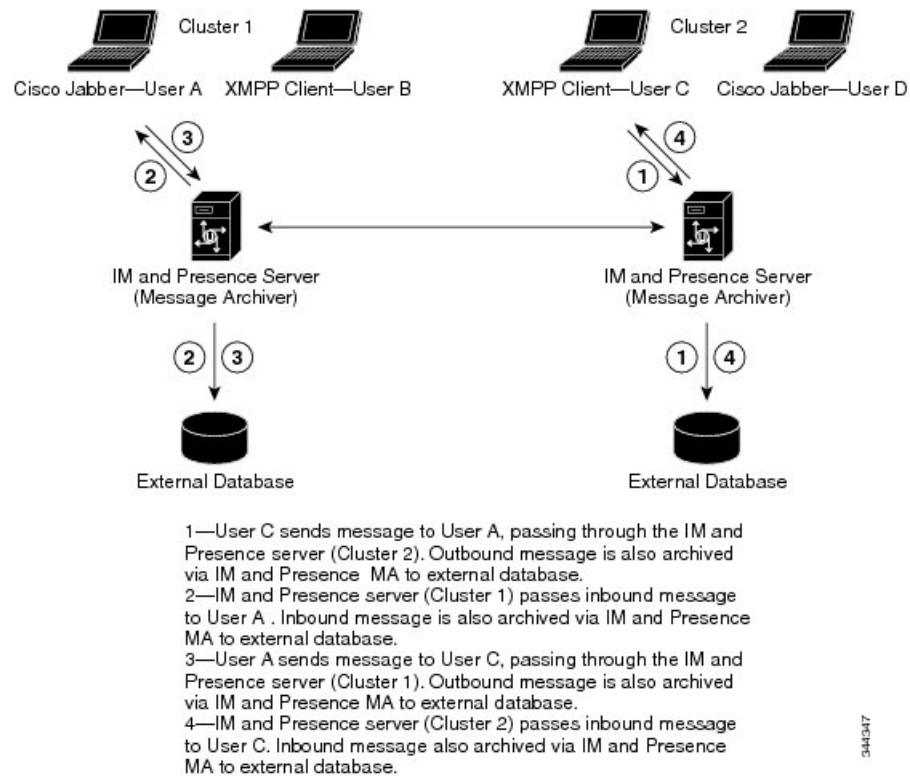 Cluster 1
Cluster 2
Cisco Jabber—User A
XMPP Client—User B
XMPP Client—User C
Cisco Jabber—User D
3
2
4
1
IM and Presence Server
(Message Archiver)
IM and Presence Server
(Message Archiver)
2
3
1
4
External Database
External Database
1—User C sends message to User A, passing through the IM and
Presence server (Cluster 2). Outbound message is also archived
via IM and Presence MA to external database.
2—IM and Presence server (Cluster 1) passes inbound message
to User A . Inbound message is also archived via IM and Presence
MA to external database.
3—User A sends message to User C, passing through the IM and
Presence server (Cluster 1). Outbound message is also archived
via IM and Presence MA to external database.
4—IM and Presence server (Cluster 2) passes inbound message
to User C. Inbound message also archived via IM and Presence
MA to external database.
344347